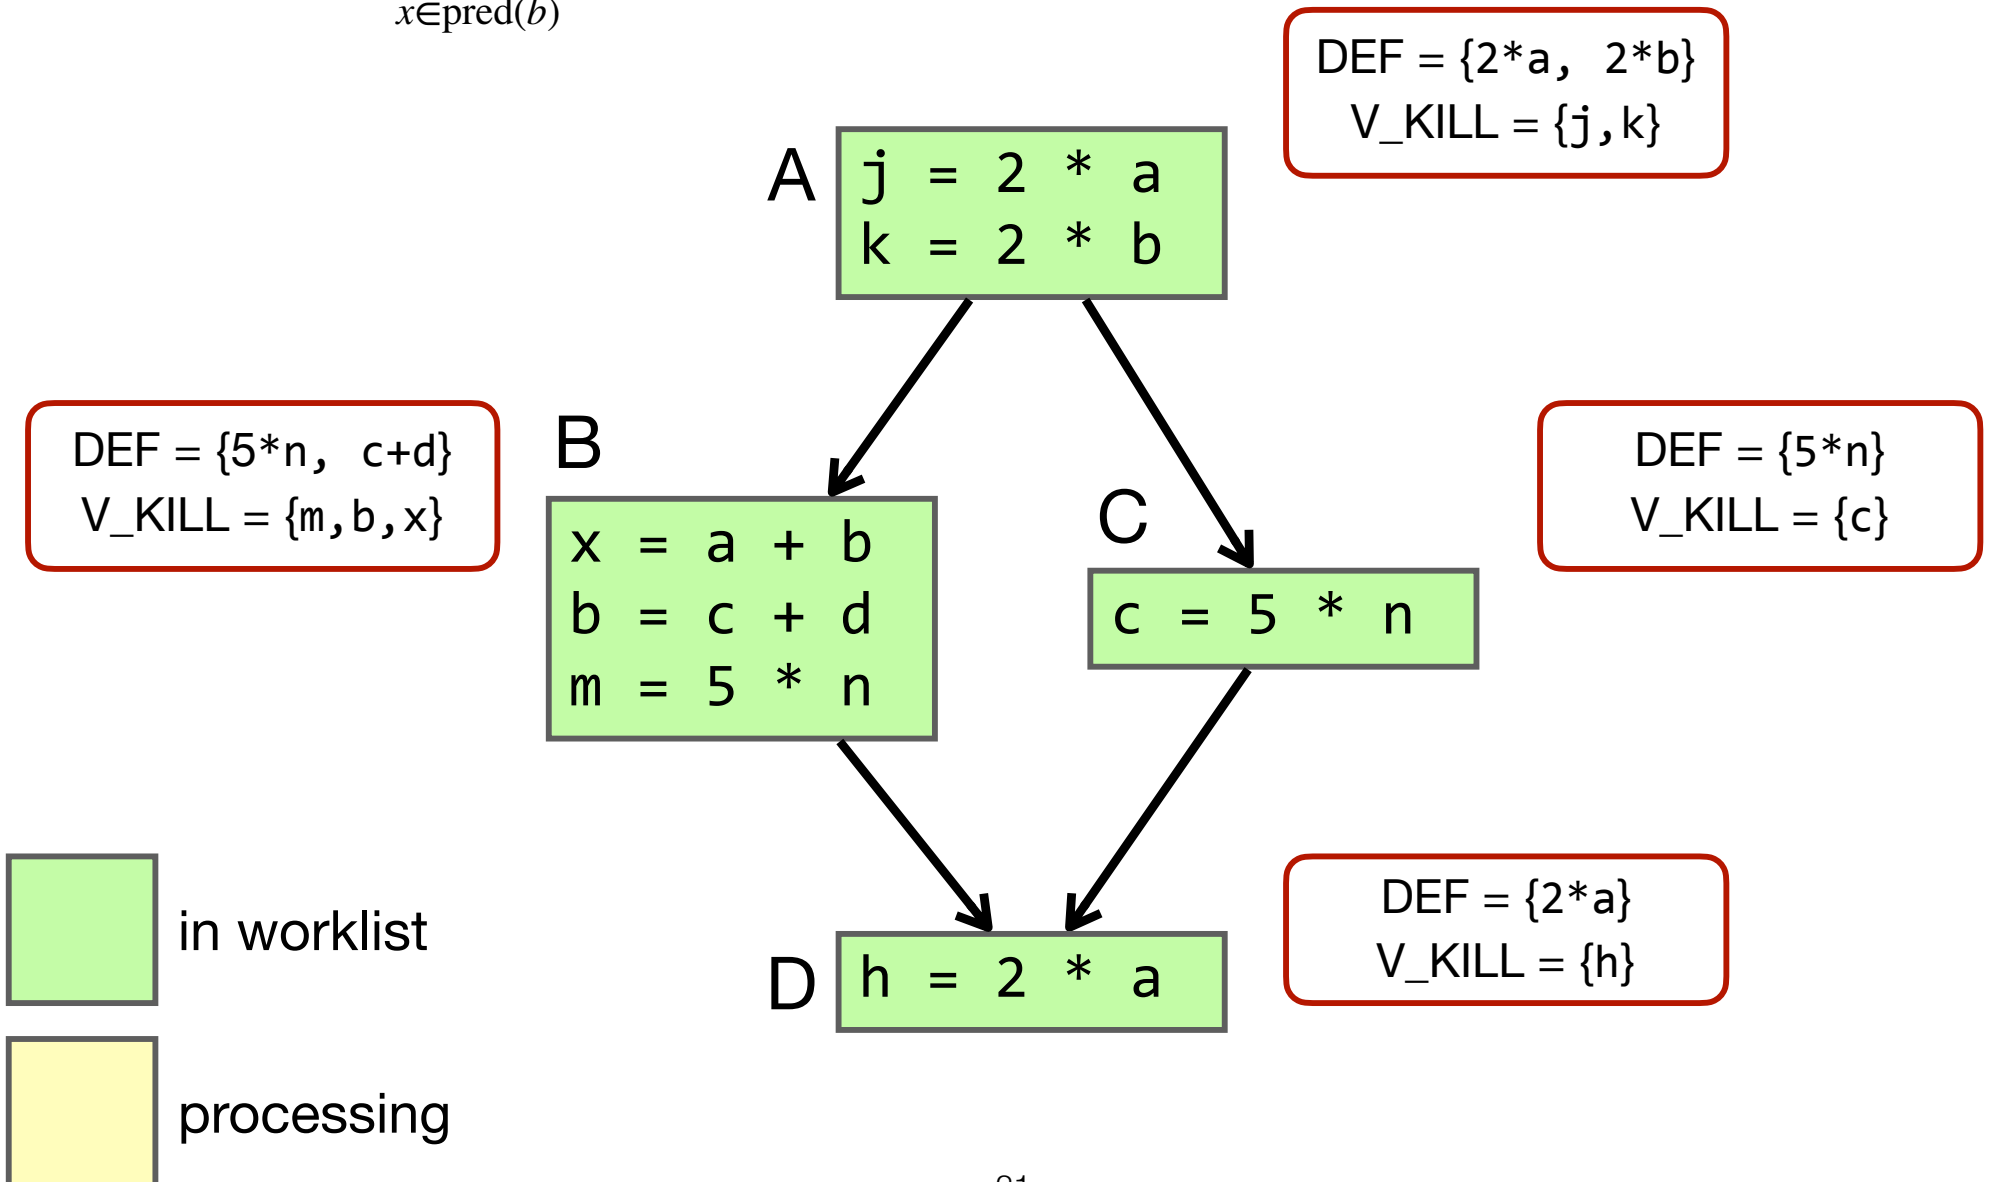 x∈pred(b)
DEF = {2*a, 2*b}
V_KILL = {j,k}
A
j = 2 * a
k = 2 * b
DEF = {5*n, c+d}
V_KILL = {m,b,x}
B
x = a + b
b = c + d
m = 5 * n
DEF = {5*n}
V_KILL = {c}
C
c = 5 * n
in worklist
DEF = {2*a}
V_KILL = {h}
D
h = 2 * a
processing